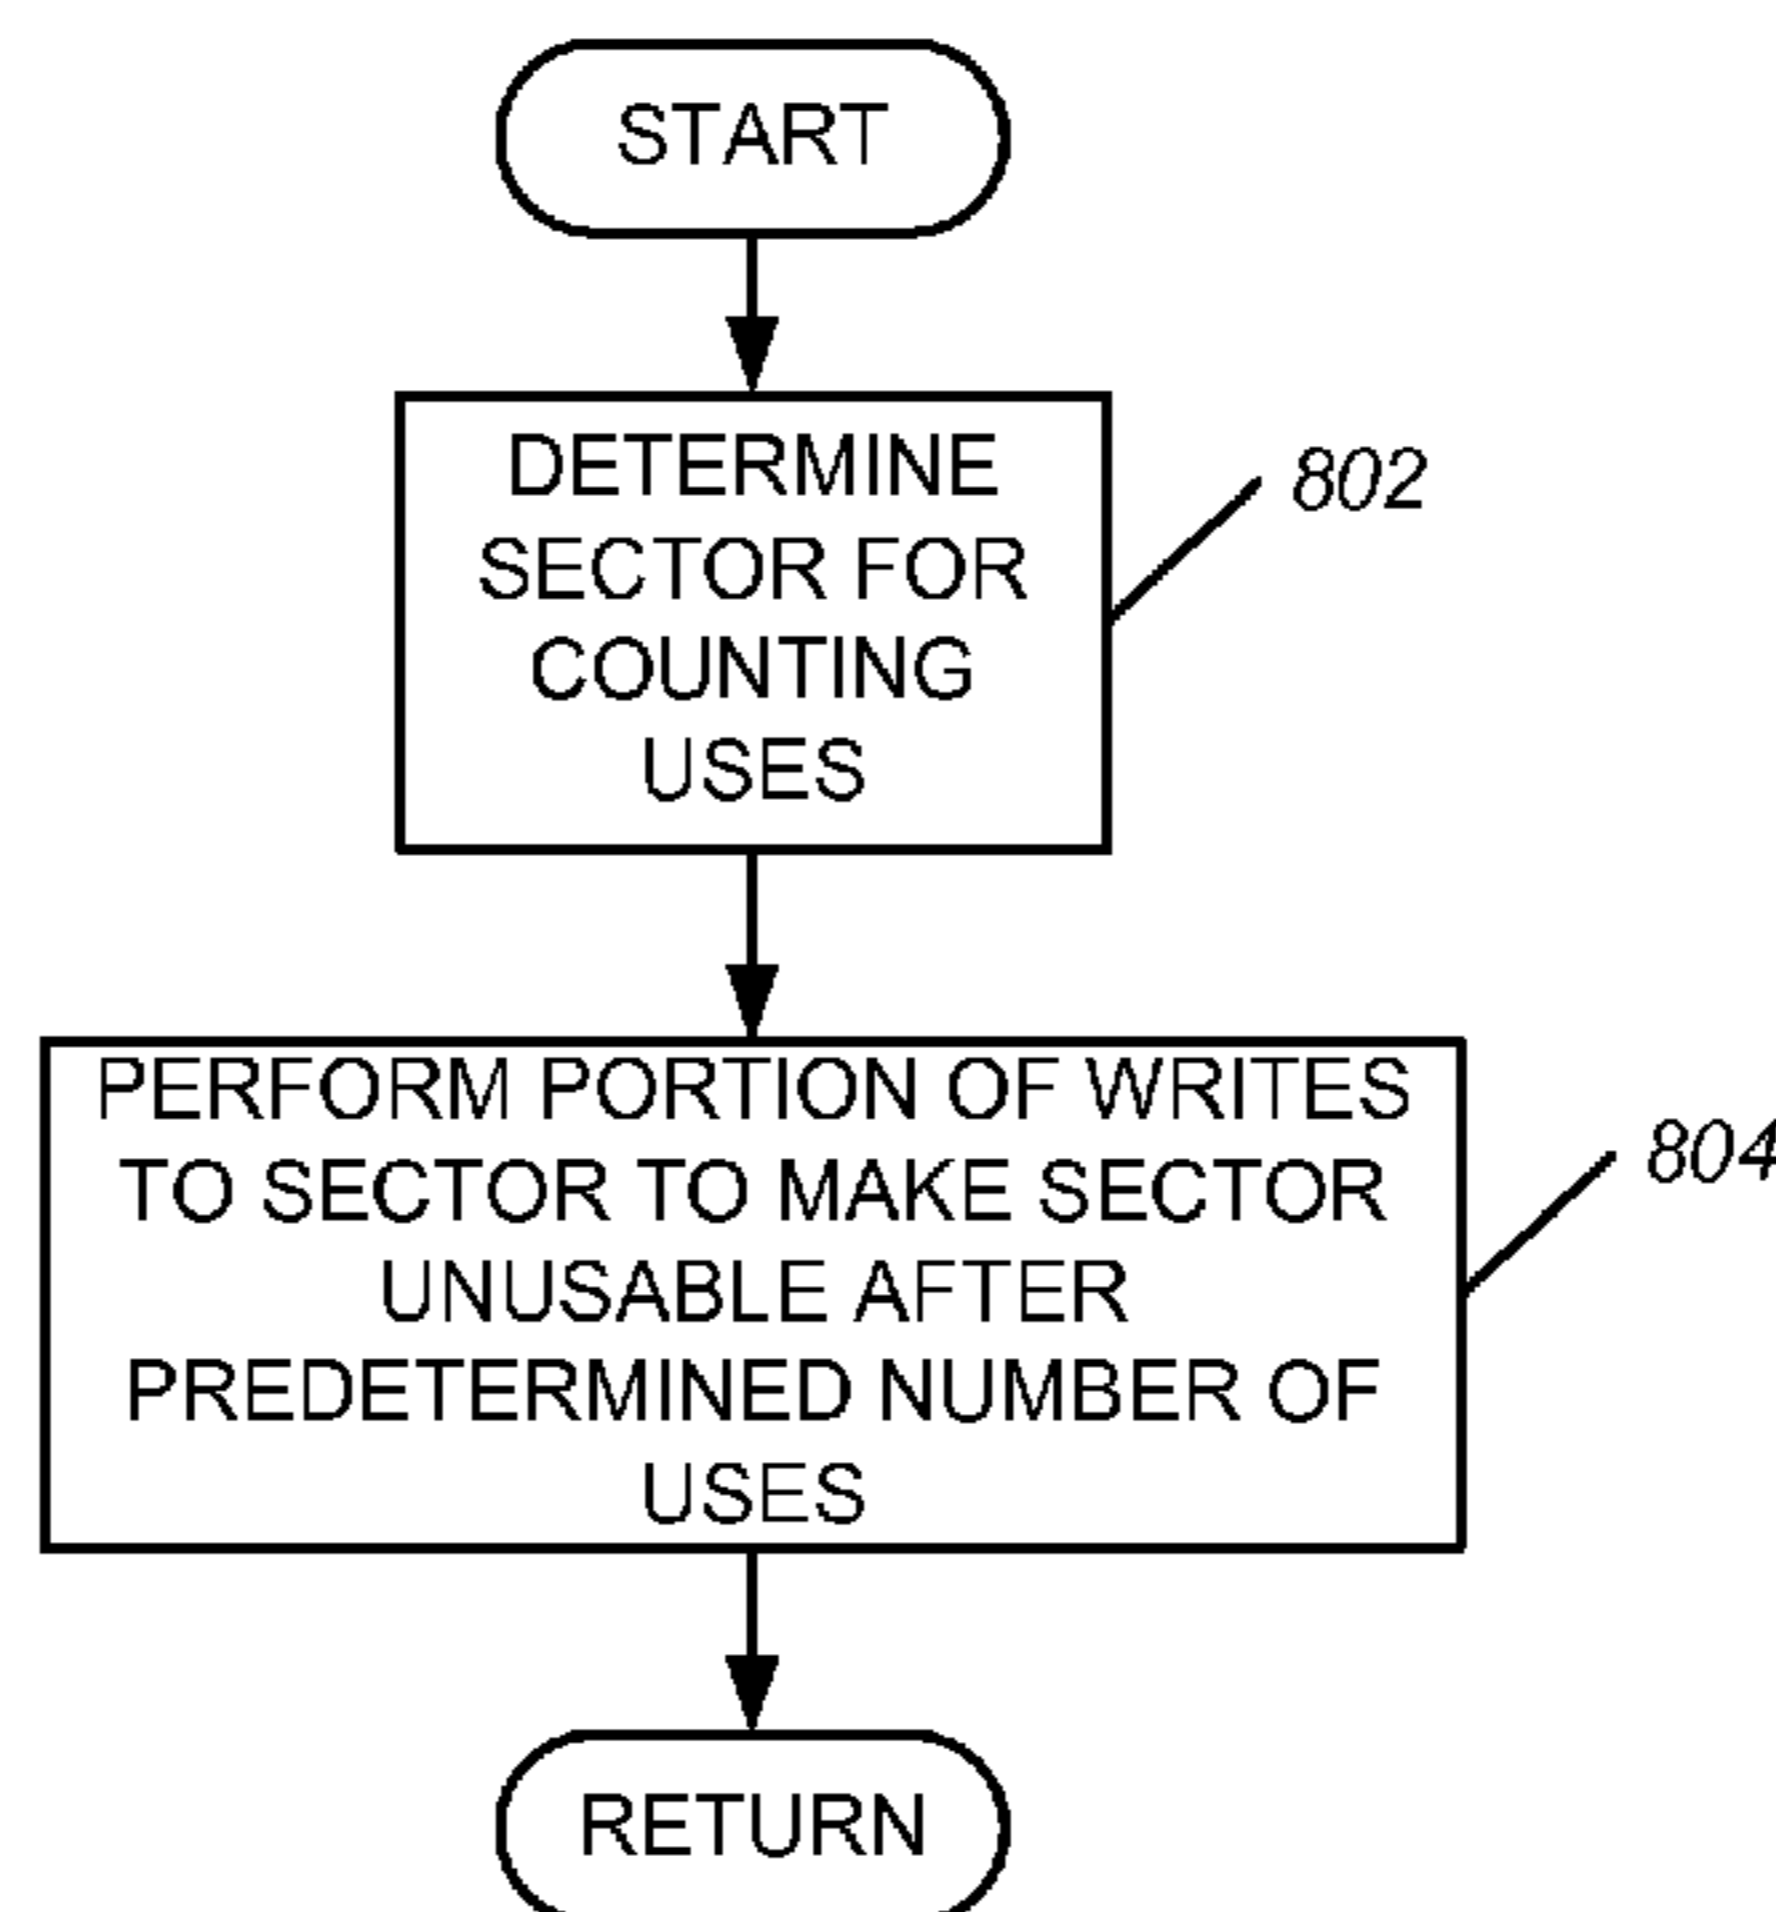 START
DETERMINE
SECTOR FOR
COUNTING
USES
802
PERFORM PORTION OF WRITES
TO SECTOR TO MAKE SECTOR
UNUSABLE AFTER
PREDETERMINED NUMBER OF
USES
804
RETURN